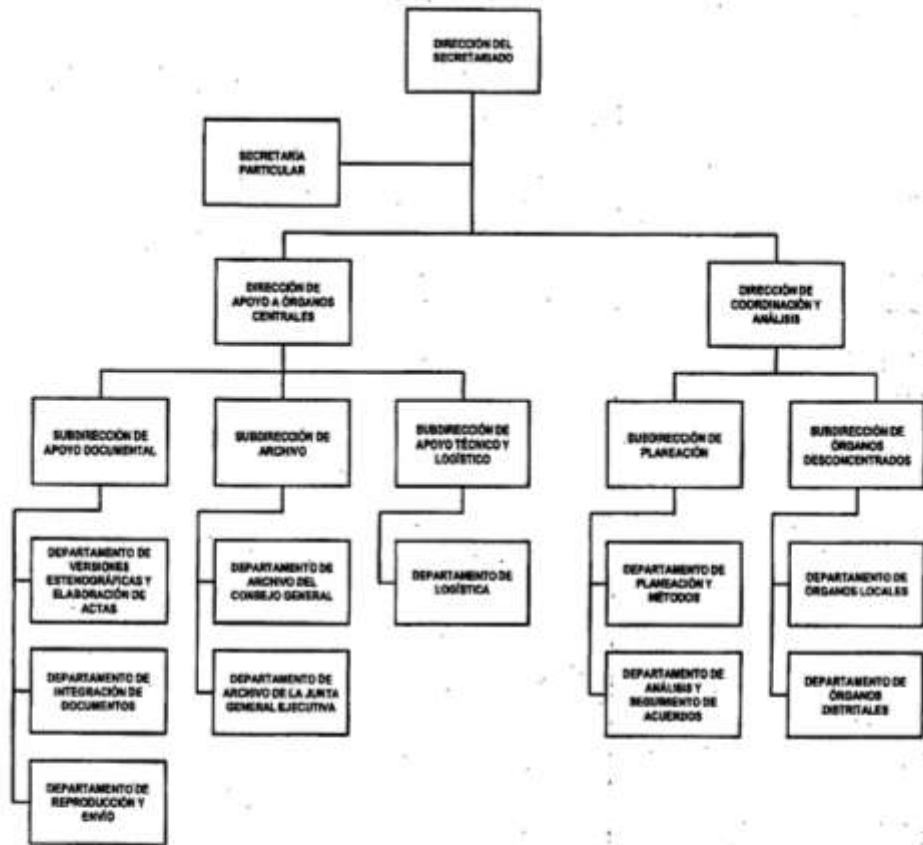 DIRECCIÓN DEL
SECRETARIADO
SECRETARÍA
PARTICULAR
DIRECCIÓN DE
APOYO A ÓRGANOS
CENTRALES
DIRECCIÓN DE
COORDINACIÓN Y
ANÁLISIS
SUBDIRECCIÓN DE
APOYO DOCUMENTAL
SUBDIRECCIÓN DE
ARCHIVO
SUBDIRECCIÓN DE
APOYO TÉCNICO Y
LOGÍSTICO
SUBDIRECCIÓN DE
PLANEACIÓN
SUBDIRECCIÓN DE
ÓRGANOS
DESCONCENTRADOS
DEPARTAMENTO DE
VERSIONES
ESTENOGRÁFICAS Y
ELABORACIÓN DE
ACTAS
DEPARTAMENTO DE
ARCHIVO DEL
CONSEJO GENERAL
DEPARTAMENTO DE
LOGÍSTICA
DEPARTAMENTO DE
PLANEACIÓN Y
MÉTODOS
DEPARTAMENTO DE
ÓRGANOS LOCALES
DEPARTAMENTO DE
INTEGRACIÓN DE
DOCUMENTOS
DEPARTAMENTO DE
ARCHIVO DE LA JUNTA
GENERAL EJECUTIVA
DEPARTAMENTO DE
ANÁLISIS Y
SEGUIMIENTO DE
ACUERDOS
DEPARTAMENTO DE
ÓRGANOS
DISTRITALES
DEPARTAMENTO DE
REPRODUCCIÓN Y
ENVÍO